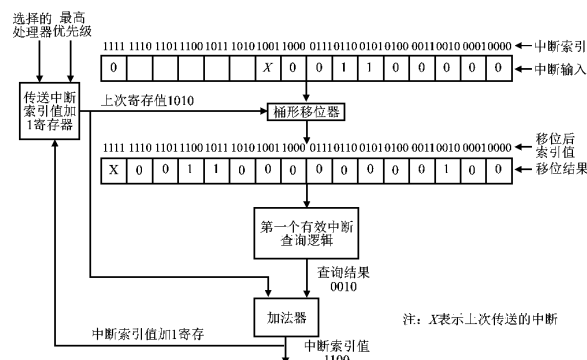 选择的
处理器
最高
优先级
1111 1110 1101 1100 1011 1010 1001 1000 0111 0110 0101 0100 0011 0010 0001 0000
中断索引
0 X 0 0 1 1 0 0 0 0 0
中断输入
传送中断
索引值加
1寄存器
上次寄存值1010
桶形移位器
1111 1110 1101 1100 1011 1010 1001 1000 0111 0110 0101 0100 0011 0010 0001 0000
移位后
索引值
X 0 0 1 1 0 0 0 0 0 0 0 0 1 0 0
移位结果
第一个有效中断
查询逻辑
查询结果
0010
加法器
注：X表示上次传送的中断
中断索引值加1寄存
中断索引值
1100